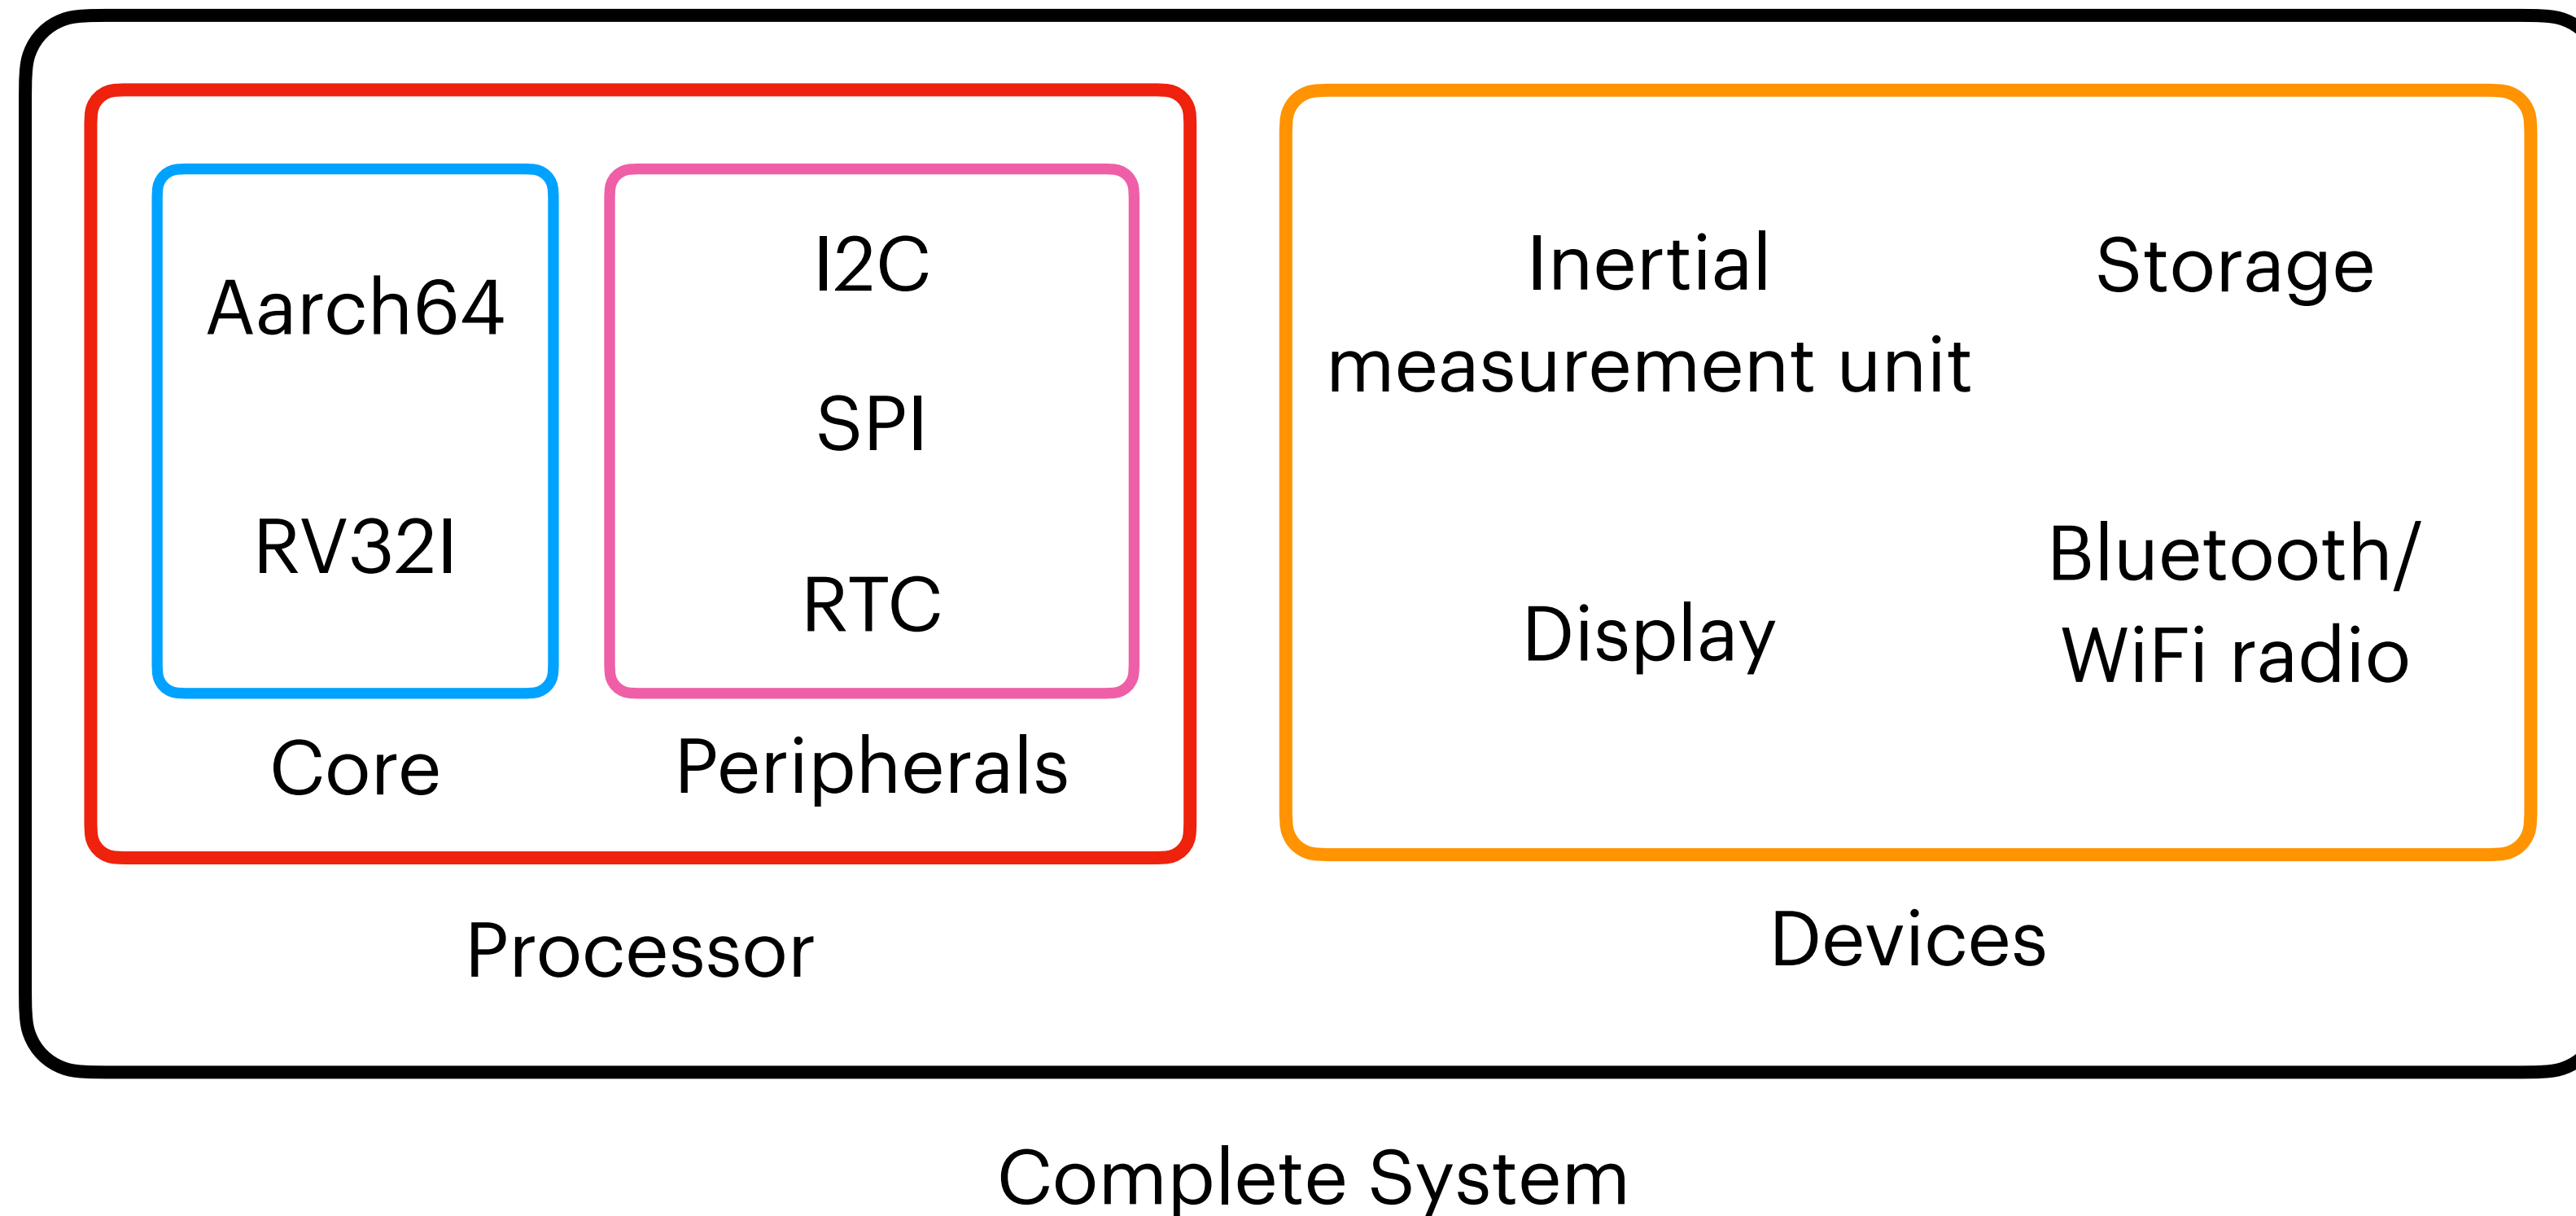 Aarch64
RV32I
Core
I2C
SPI
RTC
Peripherals
Processor
Inertial
measurement unit
Storage
Display
Bluetooth/
WiFi radio
Devices
Complete System